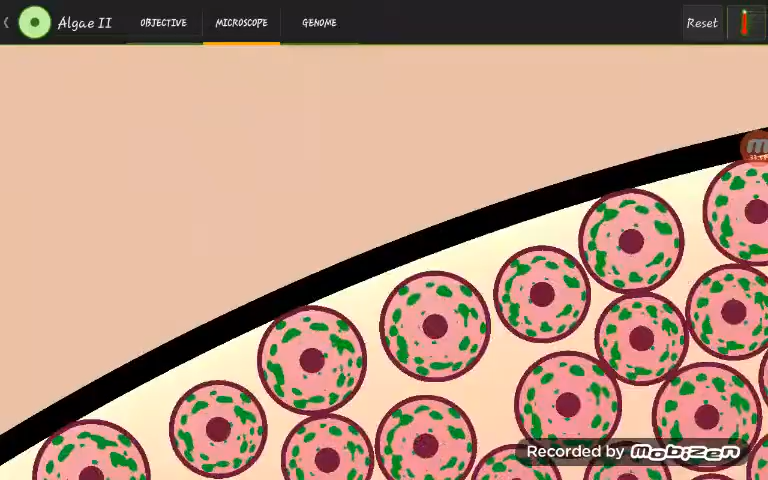 Algae II
OBJECTIVE
MICROSCOPE
GENOME
Reset
Recorded by mobizen